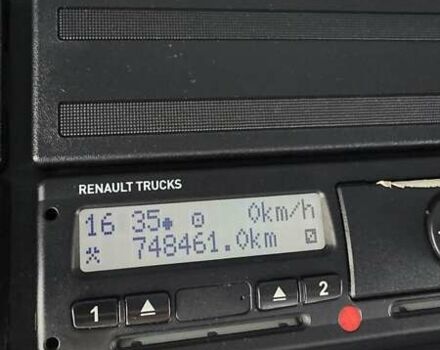 RENAULT TRUCKS
16 35 0km/h
748461.0km
1 2